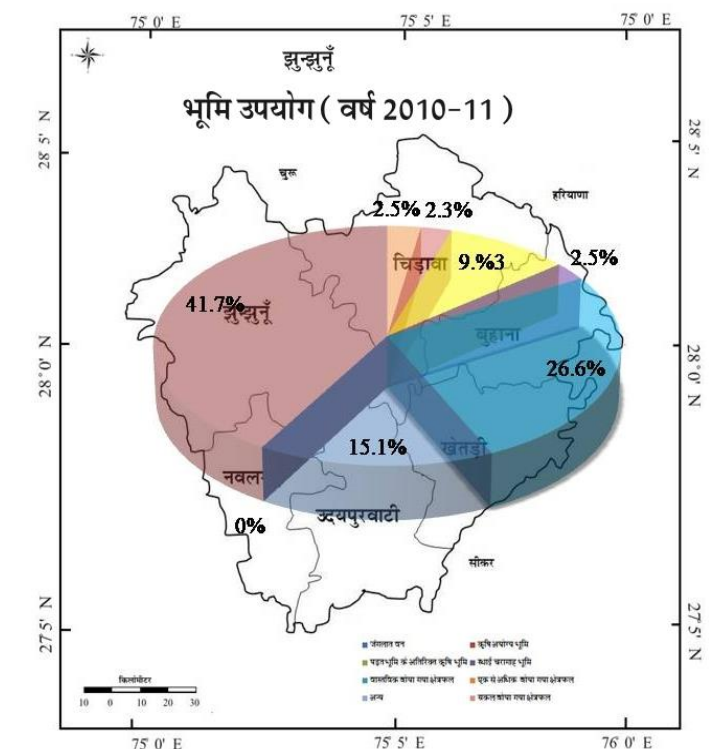 75˚ 0' E 75˚ 5' E 75˚ 0' E
झुन्झुनूँ
भूमि उपयोग ( वर्ष 2010-11 )
28˚ 5' N
28˚ 5' N
चुरू
हरियाणा
2.5% 2.3%
चिड़ावा 9.%3 2.5%
41.7%
झुन्झुनूँ
बुहाना
28˚ 0' N
28˚ 0' N
26.6%
15.1% खेतड़ी
नवल
उदयपुरवाटी
0%
सीकर
27˚ 5' N
27˚ 5' N
जंगलात वन कृषि अयोग्य भूमि
पड़त भूमि के अतिरिक्त कृषि भूमि स्थाई चारागाह भूमि
वास्तविक बोया गया क्षेत्रफल एक से अधिक बोया गया क्षेत्रफल
अन्य सकल बोया गया क्षेत्रफल
किलोमीटर
10 0 10 20 30
75˚ 0' E 75˚ 5' E 76˚ 0' E